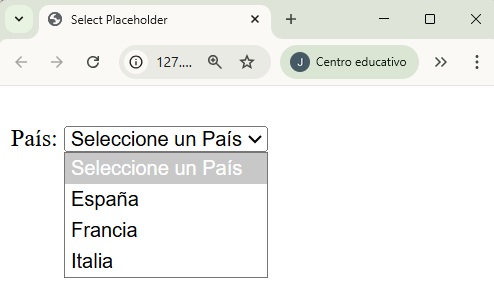 Select Placeholder
127....
J Centro educativo
País: Seleccione un País
Seleccione un País
España
Francia
Italia